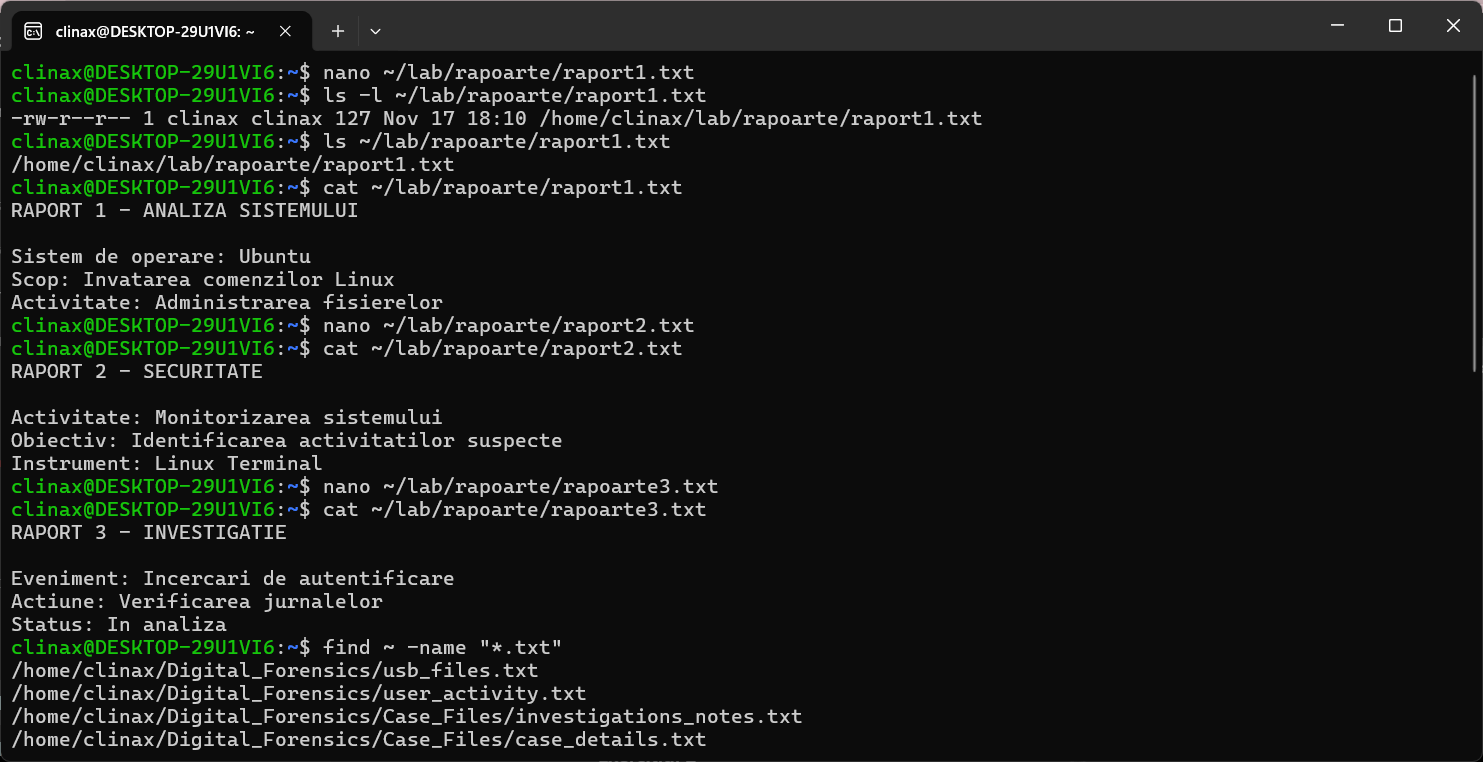 clinax@DESKTOP-29U1VI6: ~
clinax@DESKTOP-29U1VI6:~$ nano ~/lab/rapoarte/raport1.txt
clinax@DESKTOP-29U1VI6:~$ ls -l ~/lab/rapoarte/raport1.txt
-rw-r--r-- 1 clinax clinax 127 Nov 17 18:10 /home/clinax/lab/rapoarte/raport1.txt
clinax@DESKTOP-29U1VI6:~$ ls ~/lab/rapoarte/raport1.txt
/home/clinax/lab/rapoarte/raport1.txt
clinax@DESKTOP-29U1VI6:~$ cat ~/lab/rapoarte/raport1.txt
RAPORT 1 - ANALIZA SISTEMULUI

Sistem de operare: Ubuntu
Scop: Invatarea comenzilor Linux
Activitate: Administrarea fisierelor
clinax@DESKTOP-29U1VI6:~$ nano ~/lab/rapoarte/raport2.txt
clinax@DESKTOP-29U1VI6:~$ cat ~/lab/rapoarte/raport2.txt
RAPORT 2 - SECURITATE

Activitate: Monitorizarea sistemului
Obiectiv: Identificarea activitatilor suspecte
Instrument: Linux Terminal
clinax@DESKTOP-29U1VI6:~$ nano ~/lab/rapoarte/rapoarte3.txt
clinax@DESKTOP-29U1VI6:~$ cat ~/lab/rapoarte/rapoarte3.txt
RAPORT 3 - INVESTIGATIE

Eveniment: Incercari de autentificare
Actiune: Verificarea jurnalelor
Status: In analiza
clinax@DESKTOP-29U1VI6:~$ find ~ -name "*.txt"
/home/clinax/Digital_Forensics/usb_files.txt
/home/clinax/Digital_Forensics/user_activity.txt
/home/clinax/Digital_Forensics/Case_Files/investigations_notes.txt
/home/clinax/Digital_Forensics/Case_Files/case_details.txt